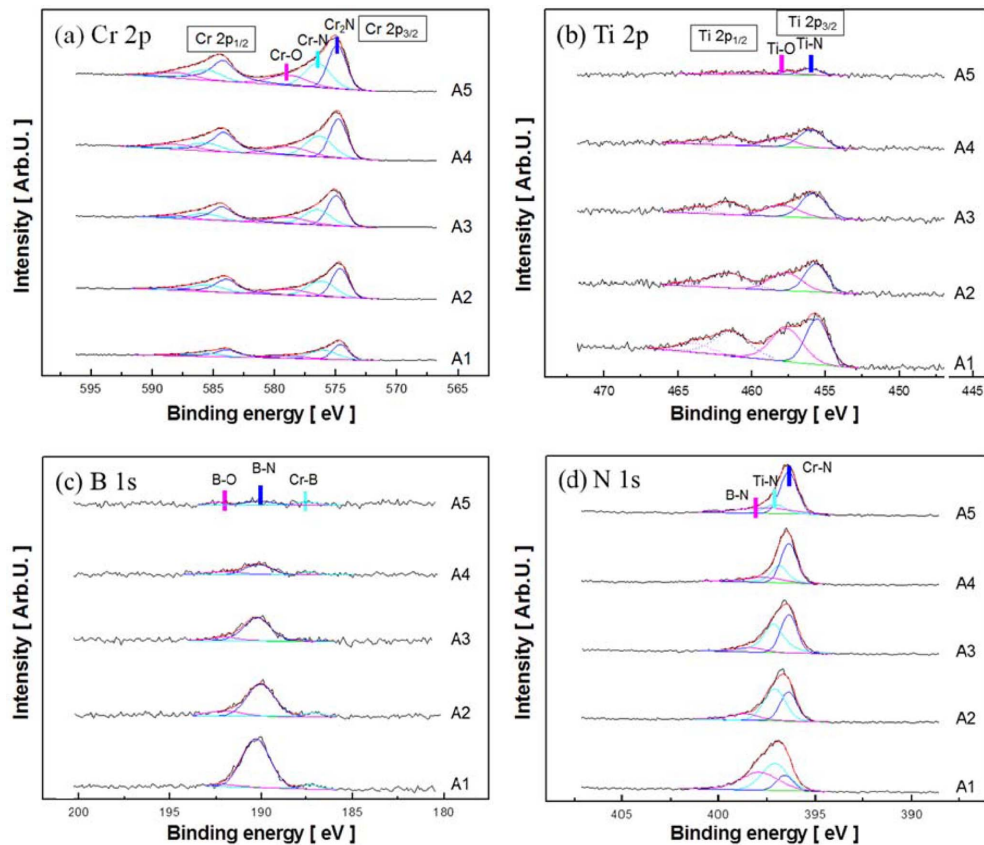 (a) Cr 2p
Cr 2p1/2
Cr-O
Cr-N
Cr₂N
Cr 2p3/2
A5
A4
A3
A2
A1
Intensity [ Arb.U. ]
595 590 585 580 575 570 565
Binding energy [ eV ]
(b) Ti 2p
Ti 2p1/2
Ti 2p3/2
Ti-O
Ti-N
A5
A4
A3
A2
A1
Intensity [ Arb.U. ]
470 465 460 455 450 445
Binding energy [ eV ]
(c) B 1s
B-O
B-N
Cr-B
A5
A4
A3
A2
A1
Intensity [ Arb.U. ]
200 195 190 185 180
Binding energy [ eV ]
(d) N 1s
B-N
Ti-N
Cr-N
A5
A4
A3
A2
A1
Intensity [ Arb.U. ]
405 400 395 390
Binding energy [ eV ]